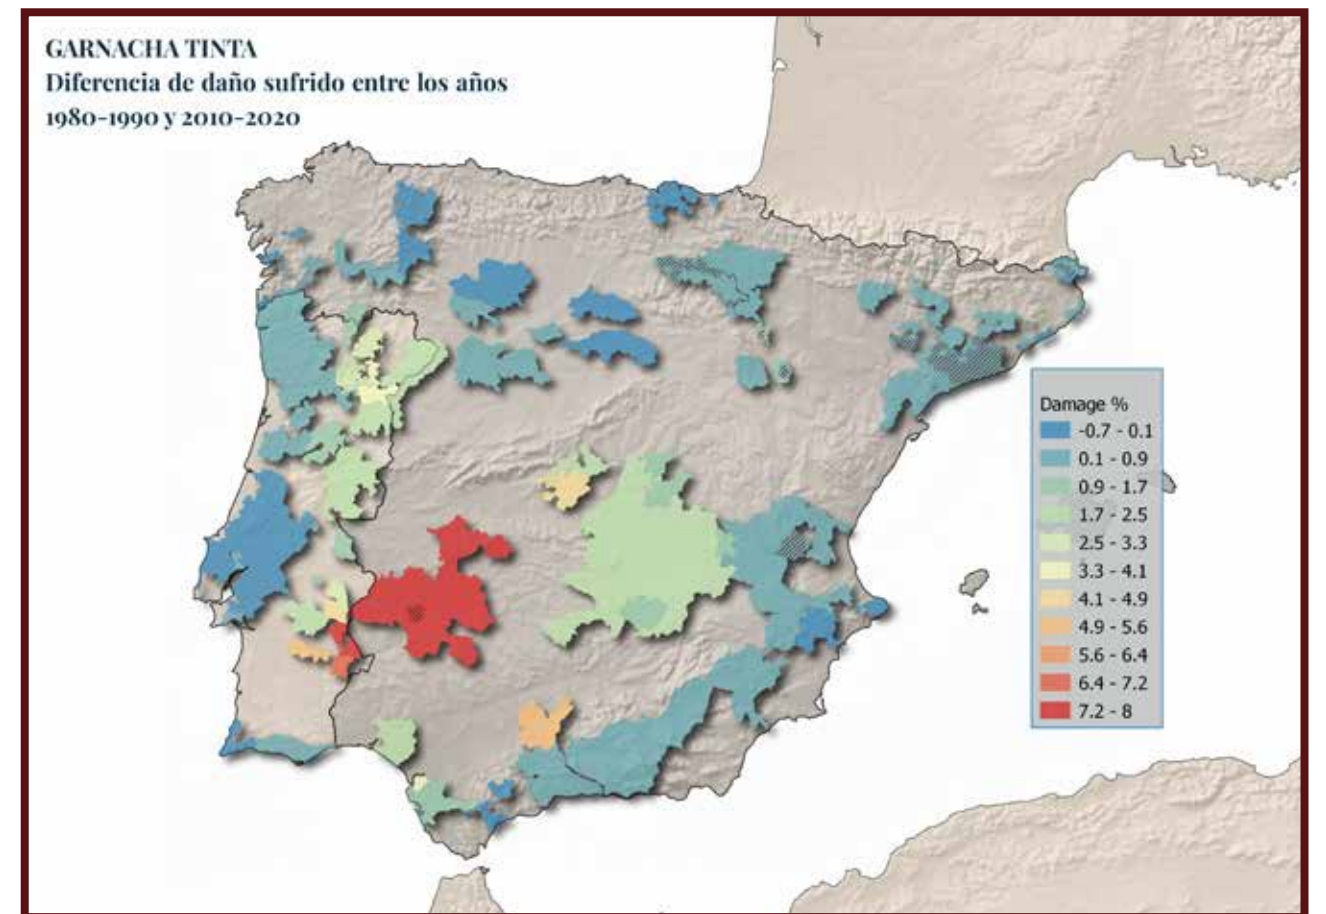 GARNACHA TINTA
Diferencia de daño sufrido entre los años
1980-1990 y 2010-2020
Damage %
-0.7 - 0.1
0.1 - 0.9
0.9 - 1.7
1.7 - 2.5
2.5 - 3.3
3.3 - 4.1
4.1 - 4.9
4.9 - 5.6
5.6 - 6.4
6.4 - 7.2
7.2 - 8